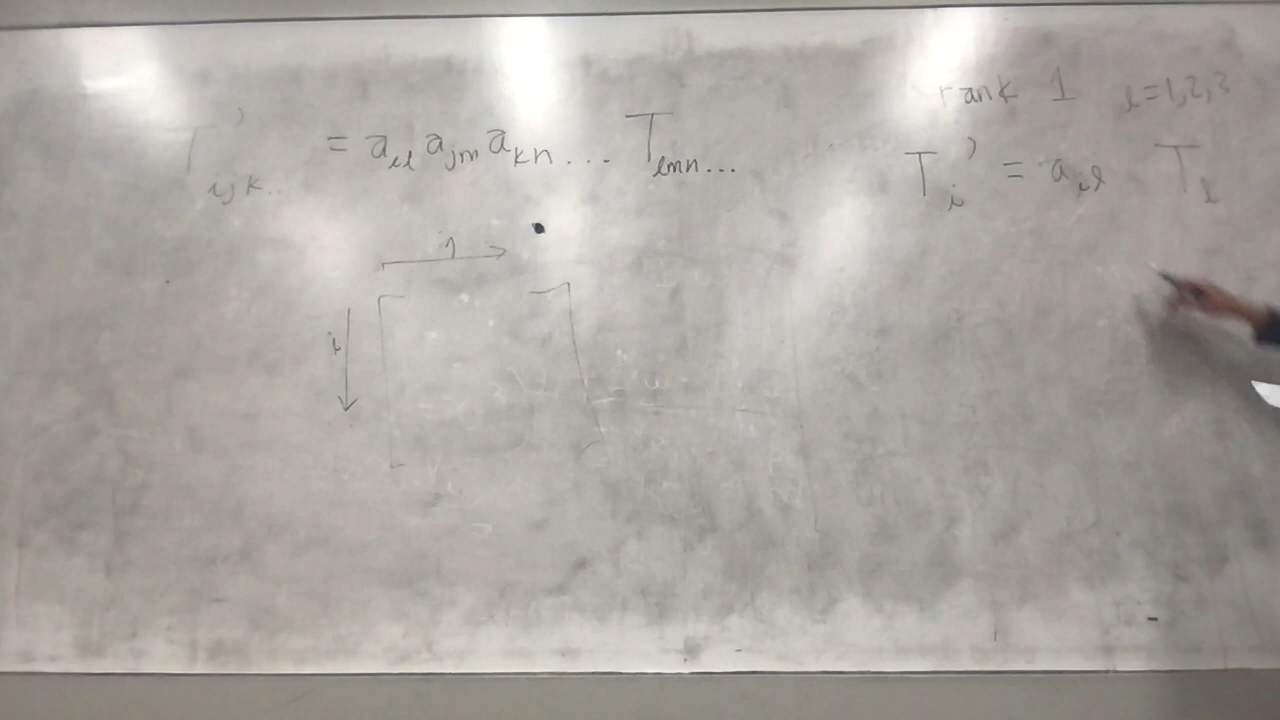 T'ijk.. = ail ajm akn... Tlmn...
rank 1 l=1,2,3
T'i = ail Tl
j
i